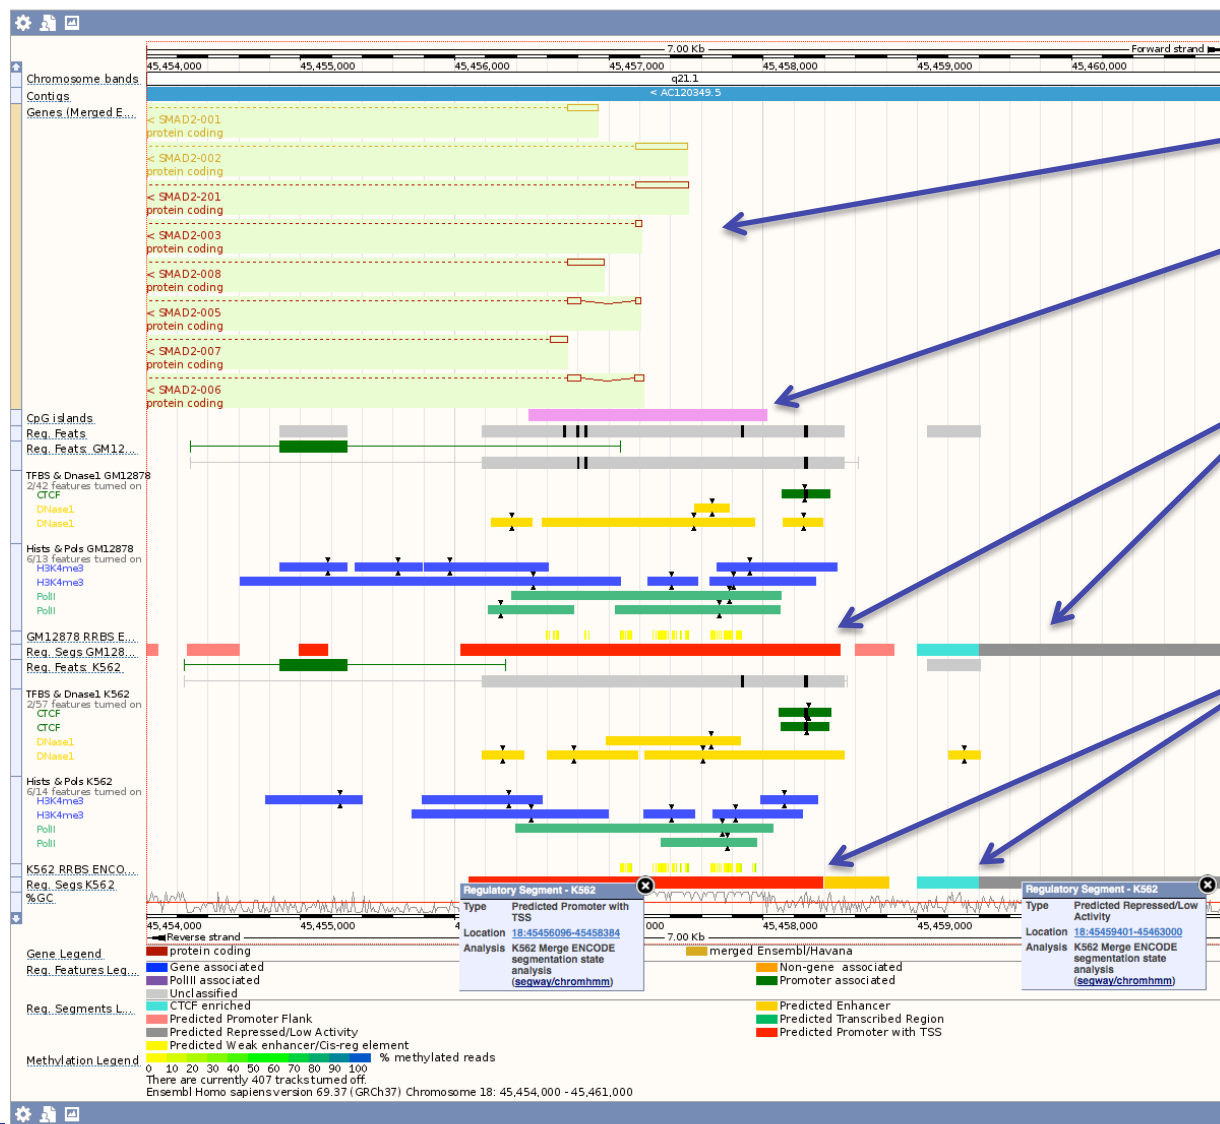 7.00 Kb
Forward strand
45,454,000 45,455,000 45,456,000 45,457,000 45,458,000 45,459,000 45,460,000
Chromosome bands q21.1
Contigs < AC120349.5
Genes (Merged E...
< SMAD2-001
protein coding
< SMAD2-002
protein coding
< SMAD2-201
protein coding
< SMAD2-003
protein coding
< SMAD2-008
protein coding
< SMAD2-005
protein coding
< SMAD2-007
protein coding
< SMAD2-006
protein coding
CpG islands
Reg. Feats
Reg. Feats: GM12...
TFBS & Dnase1 GM12878
2/42 features turned on
CTCF
DNase1
DNase1
Hists & Pols GM12878
6/13 features turned on
H3K4me3
H3K4me3
PolII
PolII
GM12878 RRBS E...
Reg. Segs GM128...
Reg. Feats: K562
TFBS & Dnase1 K562
2/57 features turned on
CTCF
CTCF
DNase1
DNase1
Hists & Pols K562
6/14 features turned on
H3K4me3
H3K4me3
PolII
PolII
K562 RRBS ENCO...
Reg. Segs K562
%GC
45,454,000 45,455,000 000 45,458,000
Reverse strand 7.00 Kb
Regulatory Segment - K562
Type Predicted Promoter with
TSS
Location 18:45456096-45458384
Analysis K562 Merge ENCODE
segmentation state
analysis
(segway/chromhmm)
Regulatory Segment - K562
Type Predicted Repressed/Low
Activity
Location 18:45459401-45463000
Analysis K562 Merge ENCODE
segmentation state
analysis
(segway/chromhmm)
Gene Legend protein coding merged Ensembl/Havana
Reg. Features Leg... Gene associated Non-gene associated
PolIII associated Promoter associated
Unclassified
Reg. Segments L... CTCF enriched Predicted Enhancer
Predicted Promoter Flank Predicted Transcribed Region
Predicted Repressed/Low Activity Predicted Promoter with TSS
Predicted Weak enhancer/Cis-reg element
Methylation Legend % methylated reads
0 10 20 30 40 50 60 70 80 90 100
There are currently 407 tracks turned off.
Ensembl Homo sapiens version 69.37 (GRCh37) Chromosome 18: 45,454,000 - 45,461,000